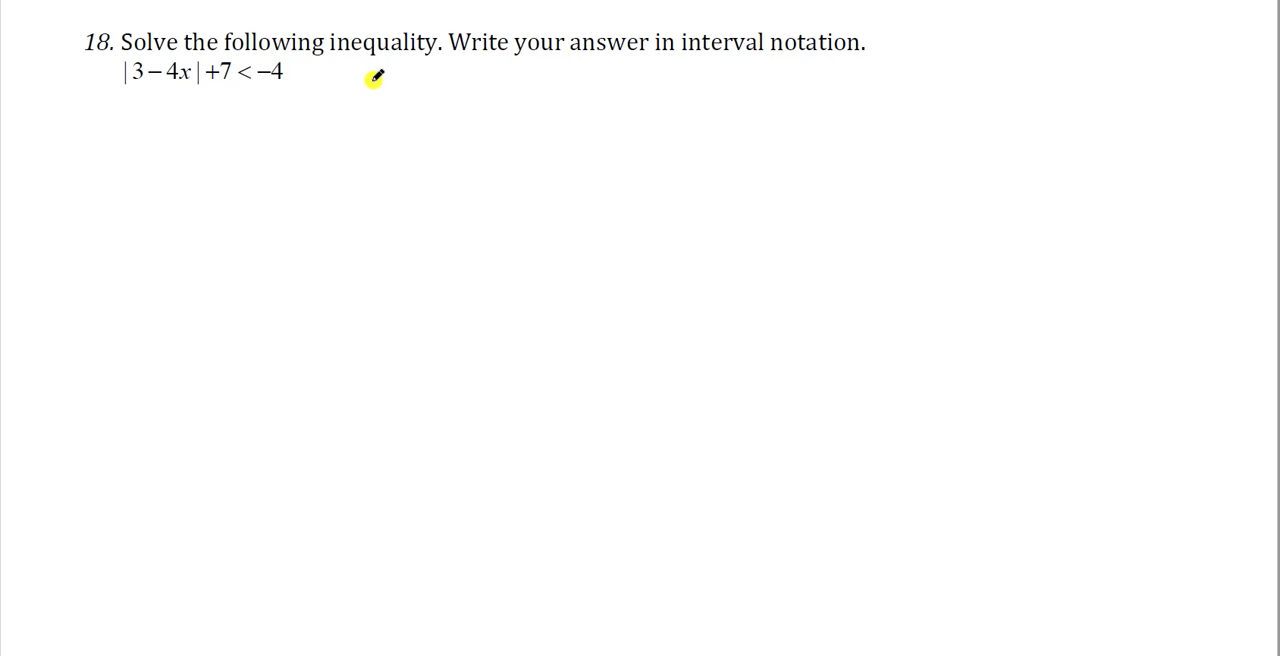 18. Solve the following inequality. Write your answer in interval notation.
|3−4x|+7<−4